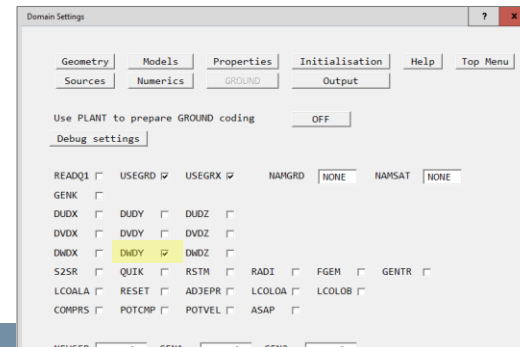 Domain Settings ? x
Geometry Models Properties Initialisation Help Top Menu
Sources Numerics GROUND Output
Use PLANT to prepare GROUND coding OFF
Debug settings
READQ1 USEGRD USEGRX NAMGRD NONE NAMSAT NONE
GENK
DUDX DUDY DUDZ
DVDX DVDY DVDZ
DWDX DWDY DWDZ
S2SR QUIK RSTM RADI FGEM GENTR
LCOALA RESET ADJEPR LCOLOA LCOLOB
COMPRS POTCMP POTVEL ASAP